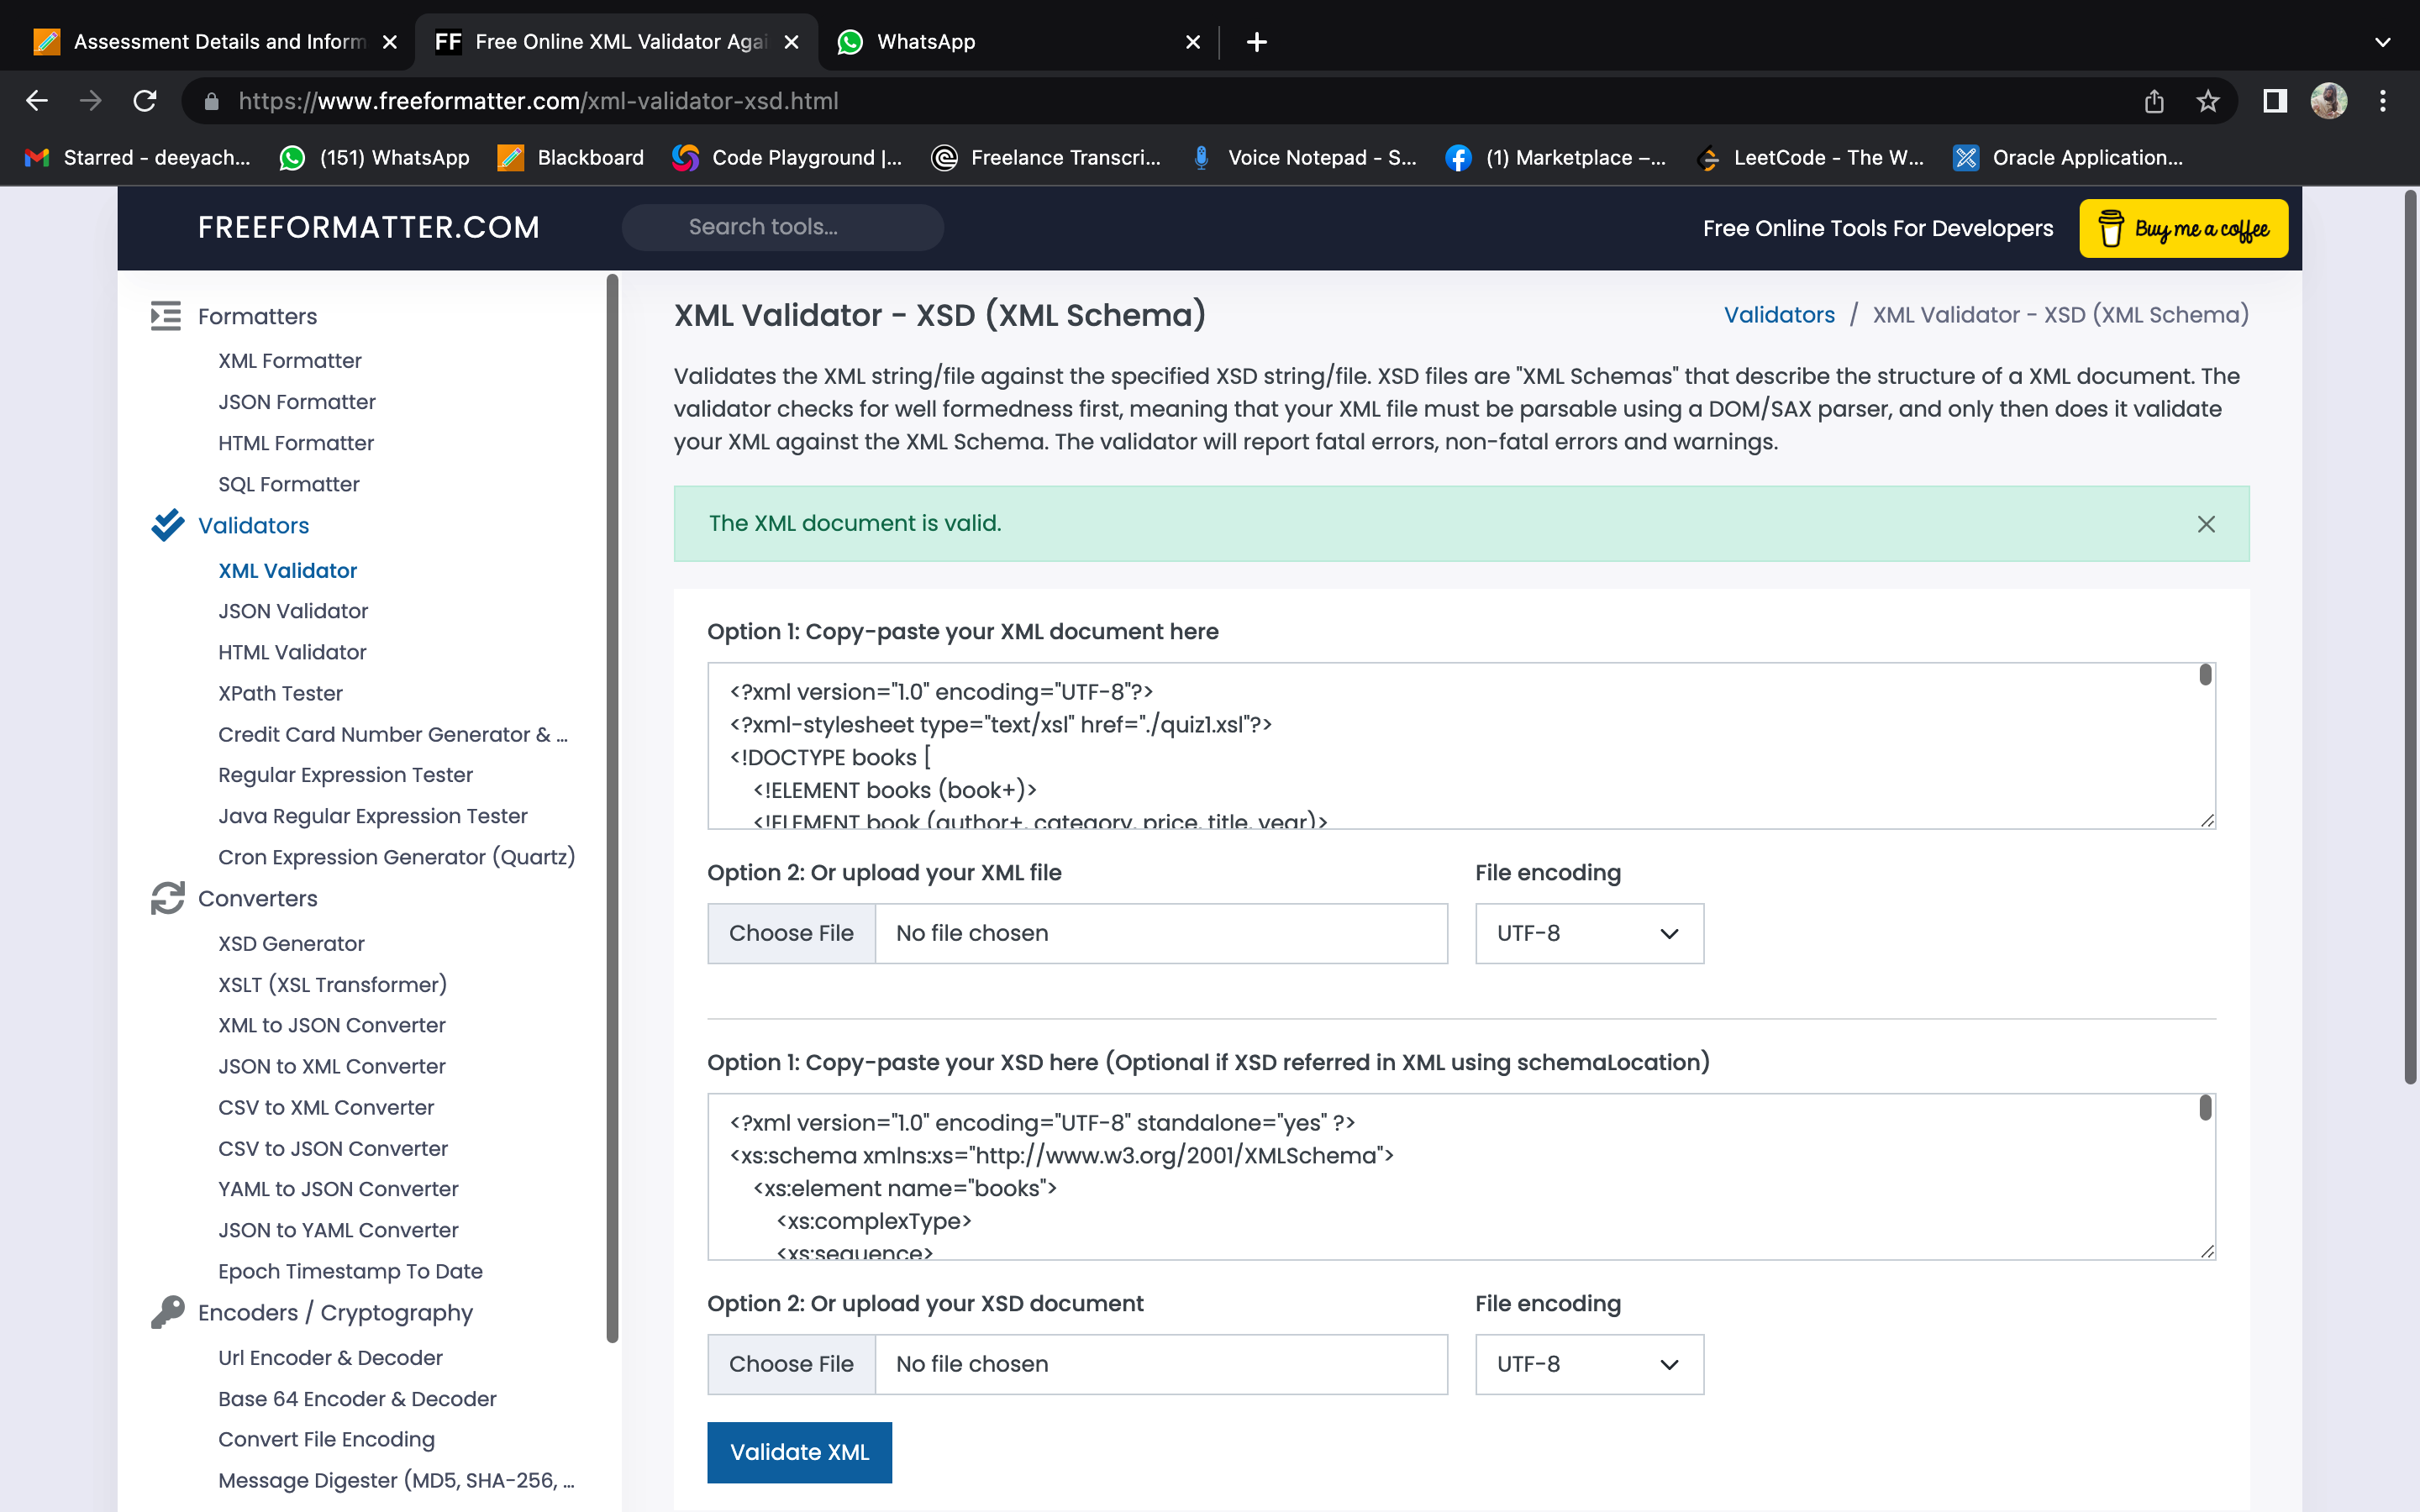 Assessment Details and Inform
FF Free Online XML Validator Agai
WhatsApp
https://www.freeformatter.com/xml-validator-xsd.html
Starred - deeyach...
(151) WhatsApp
Blackboard
Code Playground |...
Freelance Transcri...
Voice Notepad - S...
(1) Marketplace –...
LeetCode - The W...
Oracle Application...
FREEFORMATTER.COM
Search tools...
Free Online Tools For Developers
Buy me a coffee
Formatters
XML Formatter
JSON Formatter
HTML Formatter
SQL Formatter
Validators
XML Validator
JSON Validator
HTML Validator
XPath Tester
Credit Card Number Generator & ...
Regular Expression Tester
Java Regular Expression Tester
Cron Expression Generator (Quartz)
Converters
XSD Generator
XSLT (XSL Transformer)
XML to JSON Converter
JSON to XML Converter
CSV to XML Converter
CSV to JSON Converter
YAML to JSON Converter
JSON to YAML Converter
Epoch Timestamp To Date
Encoders / Cryptography
Url Encoder & Decoder
Base 64 Encoder & Decoder
Convert File Encoding
Message Digester (MD5, SHA-256, ...
XML Validator - XSD (XML Schema)
Validators / XML Validator - XSD (XML Schema)
Validates the XML string/file against the specified XSD string/file. XSD files are "XML Schemas" that describe the structure of a XML document. The
validator checks for well formedness first, meaning that your XML file must be parsable using a DOM/SAX parser, and only then does it validate
your XML against the XML Schema. The validator will report fatal errors, non-fatal errors and warnings.
The XML document is valid.
Option 1: Copy-paste your XML document here
<?xml version="1.0" encoding="UTF-8"?>
<?xml-stylesheet type="text/xsl" href="./quiz1.xsl"?>
<!DOCTYPE books [
<!ELEMENT books (book+)>
<!ELEMENT book (author+, category, price, title, year)>
Option 2: Or upload your XML file
File encoding
Choose File No file chosen
UTF-8
Option 1: Copy-paste your XSD here (Optional if XSD referred in XML using schemaLocation)
<?xml version="1.0" encoding="UTF-8" standalone="yes" ?>
<xs:schema xmlns:xs="http://www.w3.org/2001/XMLSchema">
<xs:element name="books">
<xs:complexType>
<xs:sequence>
Option 2: Or upload your XSD document
File encoding
Choose File No file chosen
UTF-8
Validate XML